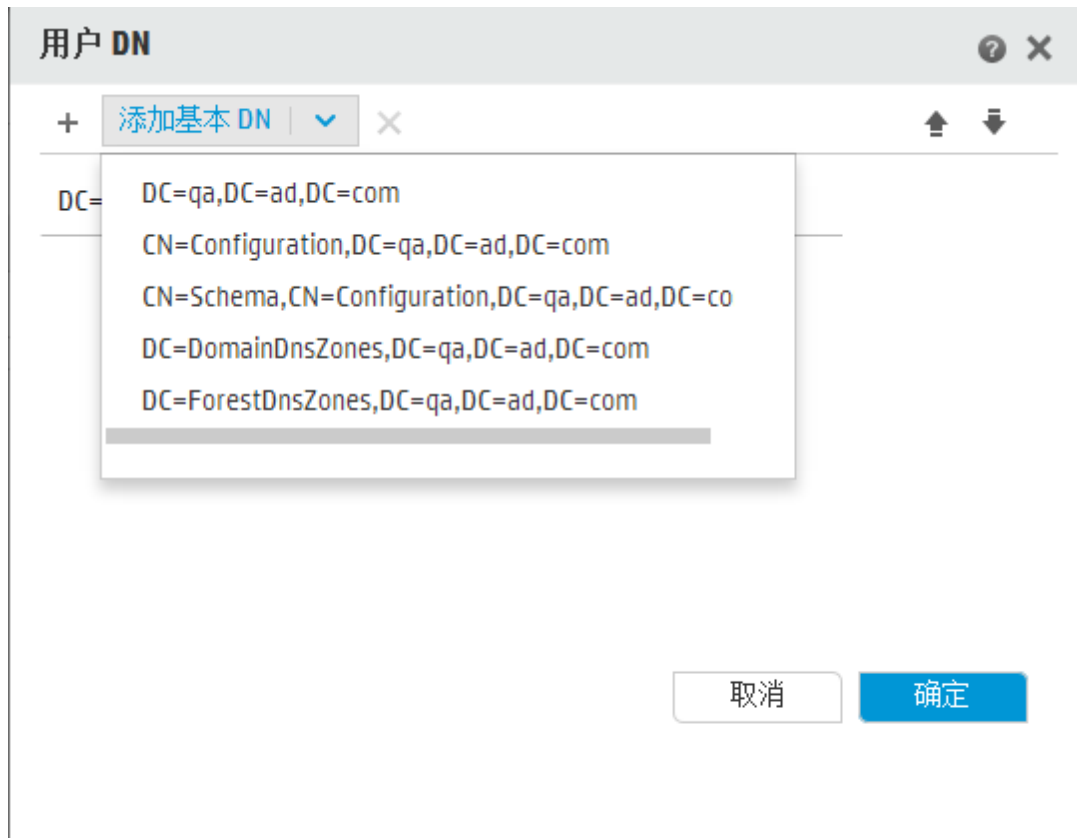 用户 DN
添加基本 DN
DC=
DC=qa,DC=ad,DC=com
CN=Configuration,DC=qa,DC=ad,DC=com
CN=Schema,CN=Configuration,DC=qa,DC=ad,DC=co
DC=DomainDnsZones,DC=qa,DC=ad,DC=com
DC=ForestDnsZones,DC=qa,DC=ad,DC=com
取消
确定